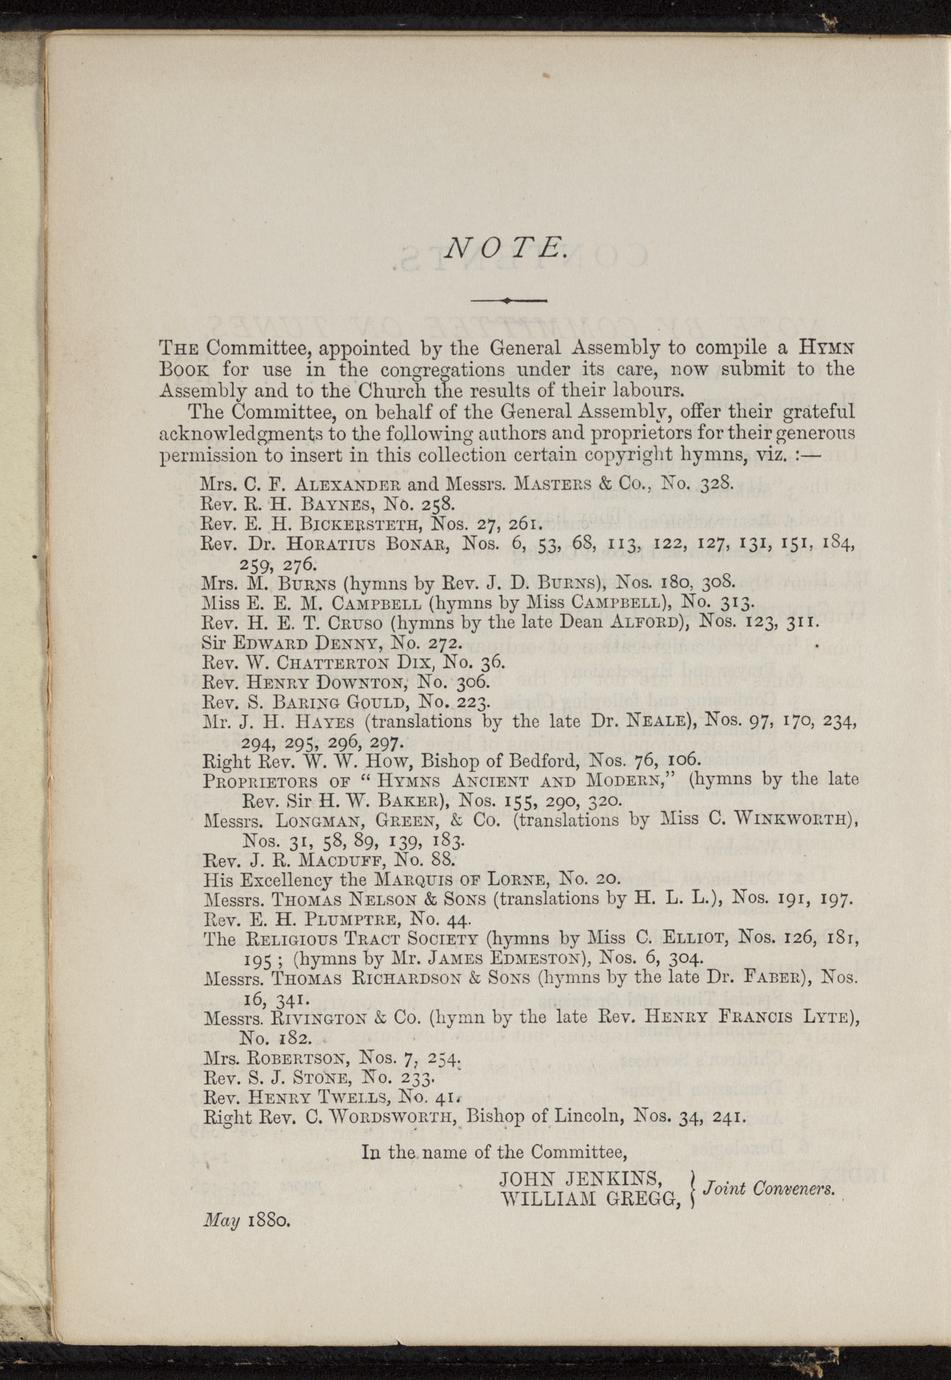 NOTE.
THE Committee, appointed by the General Assembly to compile a HYMN
BOOK for use in the congregations under its care, now submit to the
Assembly and to the Church the results of their labours.
The Committee, on behalf of the General Assembly, offer their grateful
acknowledgments to the following authors and proprietors for their generous
permission to insert in this collection certain copyright hymns, viz. :—
Mrs. C. F. ALEXANDER and Messrs. MASTERS & Co., No. 328.
Rev. R. H. BAYNES, No. 258.
Rev. E. H. BICKERSTETH, Nos. 27, 261.
Rev. Dr. HORATIUS BONAR, Nos. 6, 53, 68, 113, 122, 127, 131, 151, 184,
259, 276.
Mrs. M. BURNS (hymns by Rev. J. D. BURNS), Nos. 180, 308.
Miss E. E. M. CAMPBELL (hymns by Miss CAMPBELL), No. 313.
Rev. H. E. T. CRUSO (hymns by the late Dean ALFORD), Nos. 123, 311.
Sir EDWARD DENNY, No. 272.
Rev. W. CHATTERTON DIX, No. 36.
Rev. HENRY DOWNTON, No. 306.
Rev. S. BARING GOULD, No. 223.
Mr. J. H. HAYES (translations by the late Dr. NEALE), Nos. 97, 170, 234,
294, 295, 296, 297.
Right Rev. W. W. How, Bishop of Bedford, Nos. 76, 106.
PROPRIETORS OF “ HYMNS ANCIENT AND MODERN,” (hymns by the late
Rev. Sir H. W. BAKER), Nos. 155, 290, 320.
Messrs. LONGMAN, GREEN, & Co. (translations by Miss C. WINKWORTH),
Nos. 31, 58, 89, 139, 183.
Rev. J. R. MACDUFF, No. 88.
His Excellency the MARQUIS OF LORNE, No. 20.
Messrs. THOMAS NELSON & SONS (translations by H. L. L.), Nos. 191, 197.
Rev. E. H. PLUMPTRE, No. 44.
The RELIGIOUS TRACT SOCIETY (hymns by Miss C. ELLIOT, Nos. 126, 181,
195 ; (hymns by Mr. JAMES EDMESTON), Nos. 6, 304.
Messrs. THOMAS RICHARDSON & SONS (hymns by the late Dr. FABER), Nos.
16, 341.
Messrs. RIVINGTON & Co. (hymn by the late Rev. HENRY FRANCIS LYTE),
No. 182.
Mrs. ROBERTSON, Nos. 7, 254.
Rev. S. J. STONE, No. 233.
Rev. HENRY TWELLS, No. 41.
Right Rev. C. WORDSWORTH, Bishop of Lincoln, Nos. 34, 241.
In the name of the Committee,
JOHN JENKINS,
WILLIAM GREGG, } Joint Conveners.
May 1880.